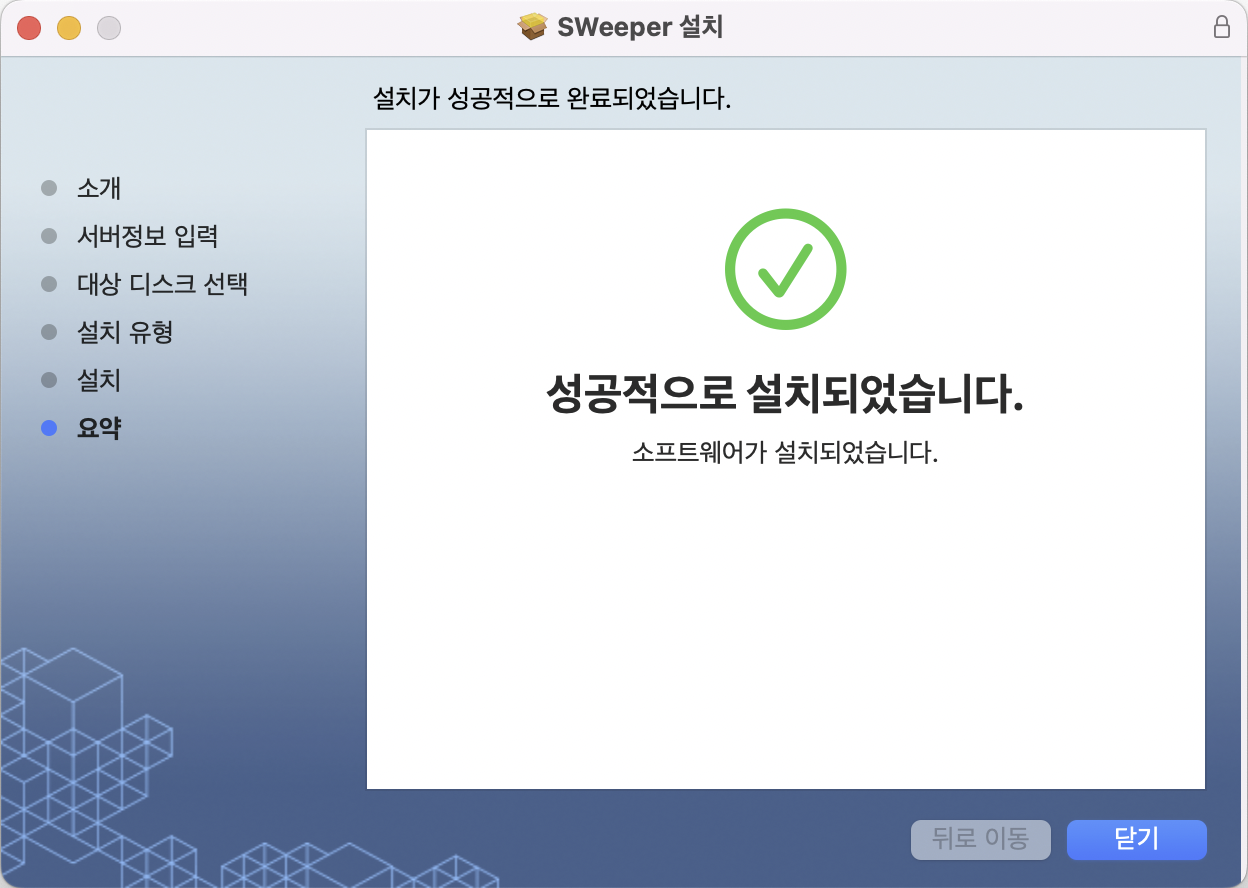 SWeeper 설치
설치가 성공적으로 완료되었습니다.
소개
서버정보 입력
대상 디스크 선택
설치 유형
설치
요약
성공적으로 설치되었습니다.
소프트웨어가 설치되었습니다.
뒤로 이동
닫기